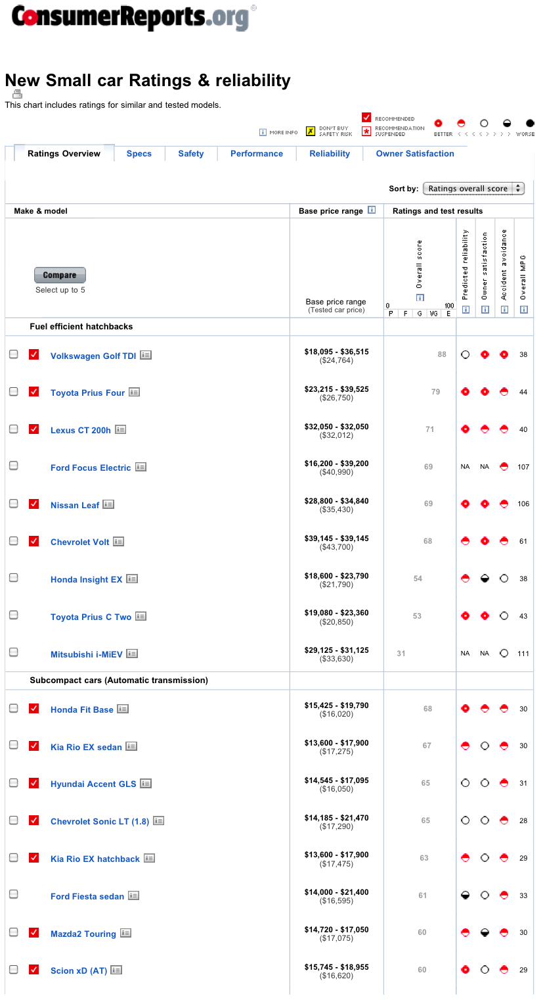 ConsumerReports.org®
New Small car Ratings & reliability
This chart includes ratings for similar and tested models.
MORE INFO
DON'T BUY
SAFETY RISK
RECOMMENDED
RECOMMENDATION
SUSPENDED
BETTER < < < < > > > > WORSE
Ratings Overview Specs Safety Performance Reliability Owner Satisfaction
Sort by: Ratings overall score
Make & model Base price range Ratings and test results
Compare
Select up to 5
Base price range
(Tested car price)
Overall score
0 100
P F G VG E
Predicted reliability
Owner satisfaction
Accident avoidance
Overall MPG
Fuel efficient hatchbacks
Volkswagen Golf TDI $18,095 - $36,515 88 38
($24,764)
Toyota Prius Four $23,215 - $39,525 79 44
($26,750)
Lexus CT 200h $32,050 - $32,050 71 40
($32,012)
Ford Focus Electric $16,200 - $39,200 69 NA NA 107
($40,990)
Nissan Leaf $28,800 - $34,840 69 106
($35,430)
Chevrolet Volt $39,145 - $39,145 68 61
($43,700)
Honda Insight EX $18,600 - $23,790 54 38
($21,790)
Toyota Prius C Two $19,080 - $23,360 53 43
($20,850)
Mitsubishi i-MiEV $29,125 - $31,125 31 NA NA 111
($33,630)
Subcompact cars (Automatic transmission)
Honda Fit Base $15,425 - $19,790 68 30
($16,020)
Kia Rio EX sedan $13,600 - $17,900 67 30
($17,275)
Hyundai Accent GLS $14,545 - $17,095 65 31
($16,050)
Chevrolet Sonic LT (1.8) $14,185 - $21,470 65 28
($17,290)
Kia Rio EX hatchback $13,600 - $17,900 63 29
($17,475)
Ford Fiesta sedan $14,000 - $21,400 61 33
($16,595)
Mazda2 Touring $14,720 - $17,050 60 30
($17,075)
Scion xD (AT) $15,745 - $18,955 60 29
($16,620)